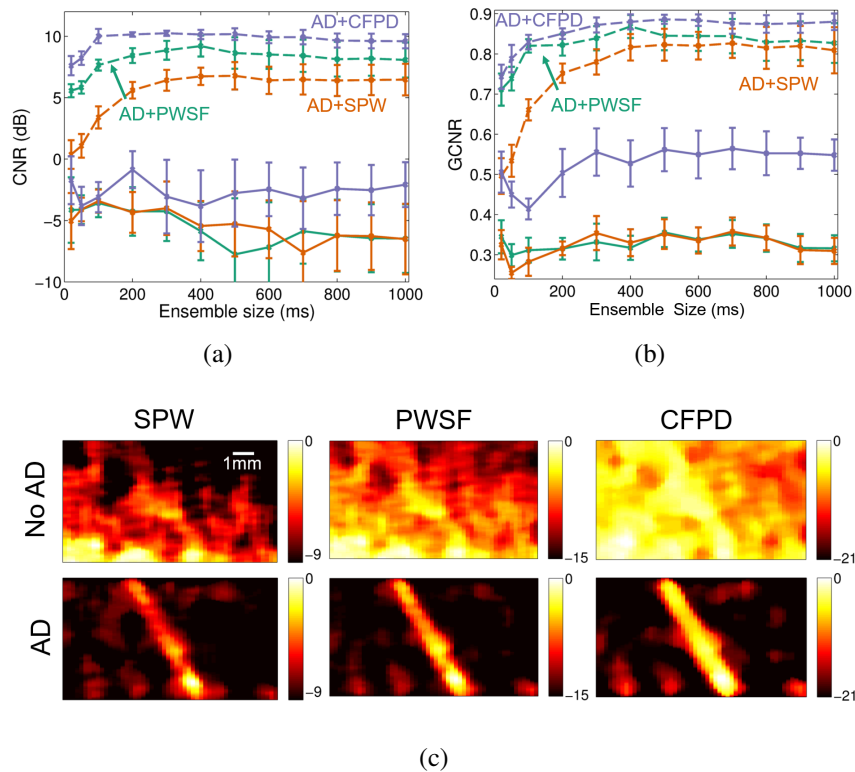 AD+CFPD
AD+PWSF
AD+SPW
CNR (dB)
10
5
0
−5
−10
0 200 400 600 800 1000
Ensemble size (ms)
(a)
AD+CFPD
AD+PWSF
AD+SPW
GCNR
0.9
0.8
0.7
0.6
0.5
0.4
0.3
0 200 400 600 800 1000
Ensemble Size (ms)
(b)
SPW PWSF CFPD
No AD
1mm
0
−9
0
−15
0
−21
AD
0
−9
0
−15
0
−21
(c)